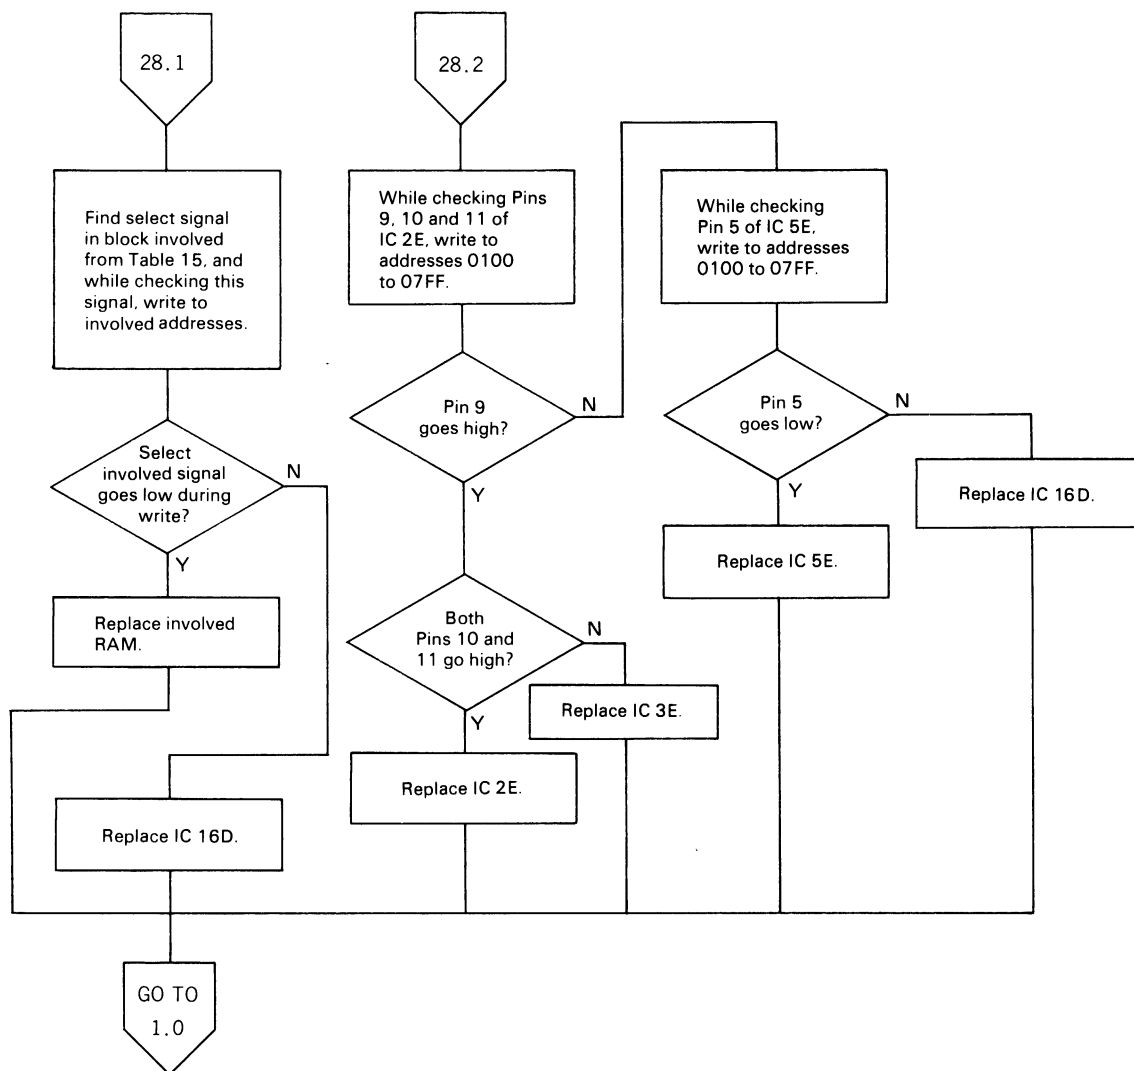 28.1
28.2
Find select signal
in block involved
from Table 15, and
while checking this
signal, write to
involved addresses.
While checking Pins
9, 10 and 11 of
IC 2E, write to
addresses 0100
to 07FF.
While checking
Pin 5 of IC 5E,
write to addresses
0100 to 07FF.
Select
involved signal
goes low during
write?
N
Y
Pin 9
goes high?
N
Y
Pin 5
goes low?
N
Y
Replace IC 16D.
Replace IC 5E.
Replace involved
RAM.
Both
Pins 10 and
11 go high?
N
Y
Replace IC 3E.
Replace IC 2E.
Replace IC 16D.
GO TO
1.0